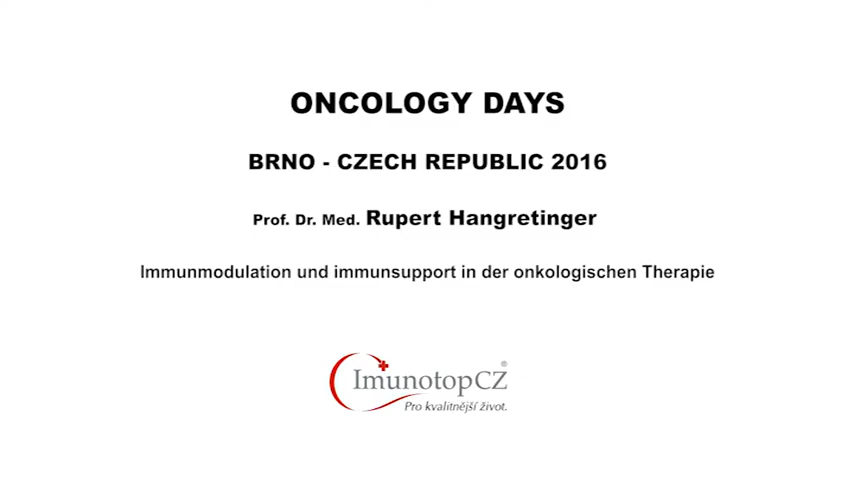 ONCOLOGY DAYS
BRNO - CZECH REPUBLIC 2016
Prof. Dr. Med. Rupert Hangretinger
Immunmodulation und immunsupport in der onkologischen Therapie
ImunotopCZ®
Pro kvalitnější život.